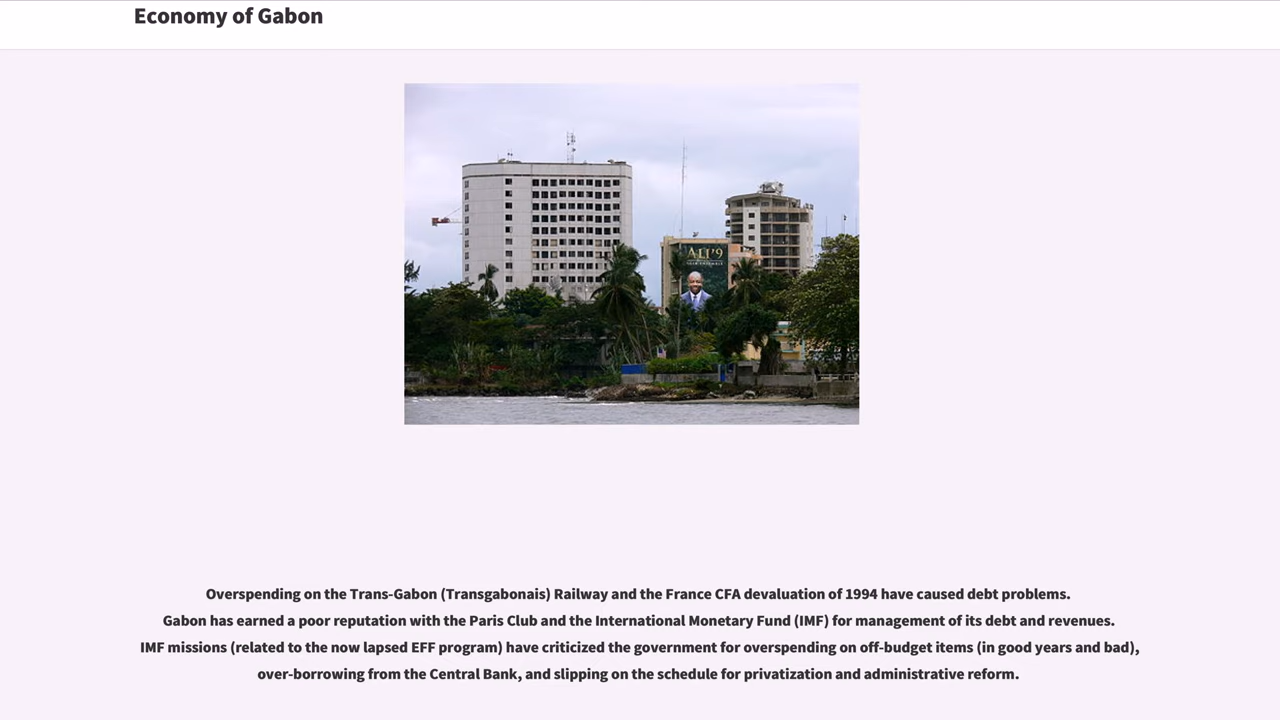 Economy of Gabon
ALI'9
Overspending on the Trans-Gabon (Transgabonais) Railway and the France CFA devaluation of 1994 have caused debt problems.
Gabon has earned a poor reputation with the Paris Club and the International Monetary Fund (IMF) for management of its debt and revenues.
IMF missions (related to the now lapsed EFF program) have criticized the government for overspending on off-budget items (in good years and bad),
over-borrowing from the Central Bank, and slipping on the schedule for privatization and administrative reform.